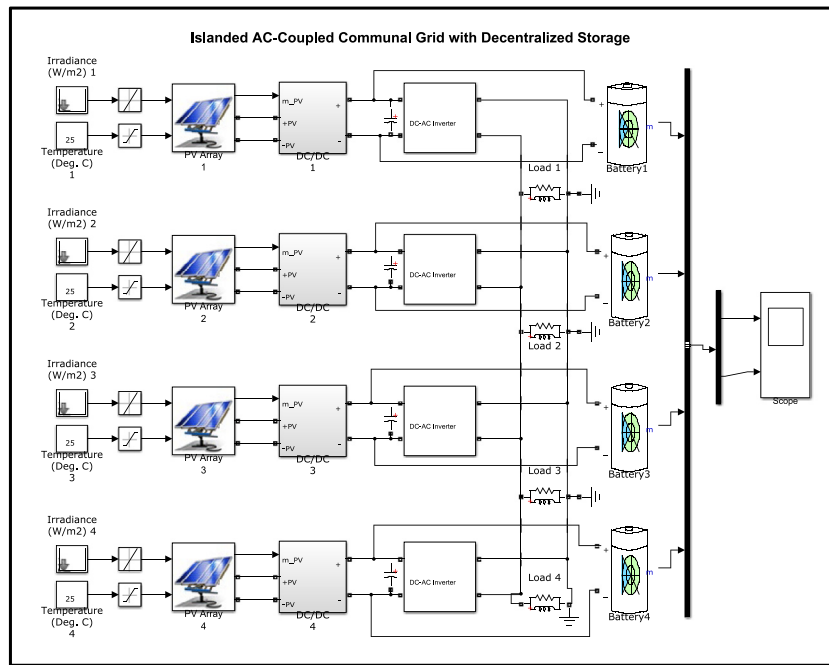 Islanded AC-Coupled Communal Grid with Decentralized Storage
Irradiance
(W/m2) 1
25
Temperature
(Deg. C)
1
PV Array
1
m_PV
+PV
−PV
+
-
DC/DC
1
+
DC-AC Inverter
Load 1
+
−
m
Battery1
Irradiance
(W/m2) 2
25
Temperature
(Deg. C)
2
PV Array
2
m_PV
+PV
−PV
+
-
DC/DC
2
+
DC-AC Inverter
Load 2
+
−
m
Battery2
Irradiance
(W/m2) 3
25
Temperature
(Deg. C)
3
PV Array
3
m_PV
+PV
−PV
+
-
DC/DC
3
+
DC-AC Inverter
Load 3
+
−
m
Battery3
Irradiance
(W/m2) 4
25
Temperature
(Deg. C)
4
PV Array
4
m_PV
+PV
−PV
+
-
DC/DC
4
+
DC-AC Inverter
Load 4
+
−
m
Battery4
Scope